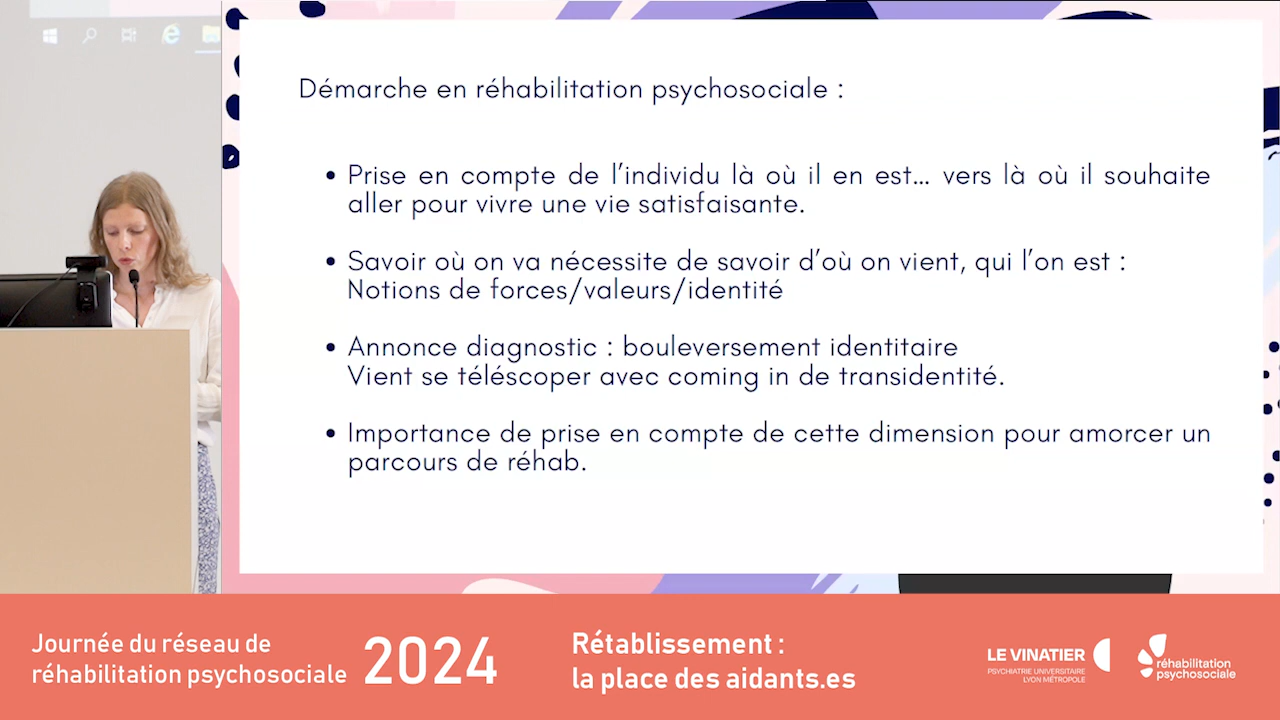 Démarche en réhabilitation psychosociale :
• Prise en compte de l'individu là où il en est... vers là où il souhaite
aller pour vivre une vie satisfaisante.
• Savoir où on va nécessite de savoir d'où on vient, qui l'on est :
Notions de forces/valeurs/identité
• Annonce diagnostic : bouleversement identitaire
Vient se téléscoper avec coming in de transidentité.
• Importance de prise en compte de cette dimension pour amorcer un
parcours de réhab.
Journée du réseau de
réhabilitation psychosociale
2024
Rétablissement :
la place des aidants.es
LE VINATIER
PSYCHIATRIE UNIVERSITAIRE
LYON MÉTROPOLE
réhabilitation
psychosociale